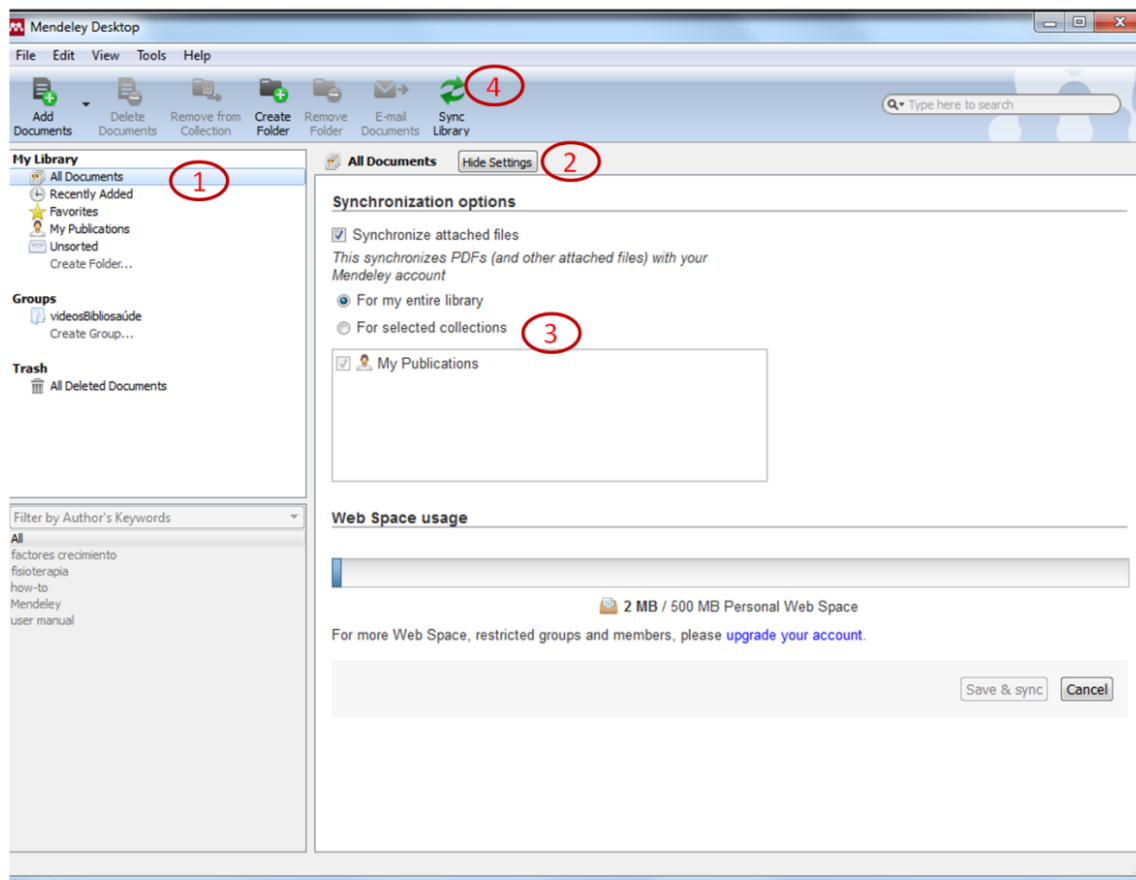 Mendeley Desktop
File Edit View Tools Help
Add Documents
Delete Documents
Remove from Collection
Create Folder
Remove Folder
E-mail Documents
Sync Library
4
Type here to search
My Library
All Documents
1
Recently Added
Favorites
My Publications
Unsorted
Create Folder...
Groups
videosBibliosaúde
Create Group...
Trash
All Deleted Documents
Filter by Author's Keywords
All
factores crecimiento
fisioterapia
how-to
Mendeley
user manual
All Documents Hide Settings 2
Synchronization options
Synchronize attached files
This synchronizes PDFs (and other attached files) with your
Mendeley account
For my entire library
For selected collections 3
My Publications
Web Space usage
2 MB / 500 MB Personal Web Space
For more Web Space, restricted groups and members, please upgrade your account.
Save & sync Cancel